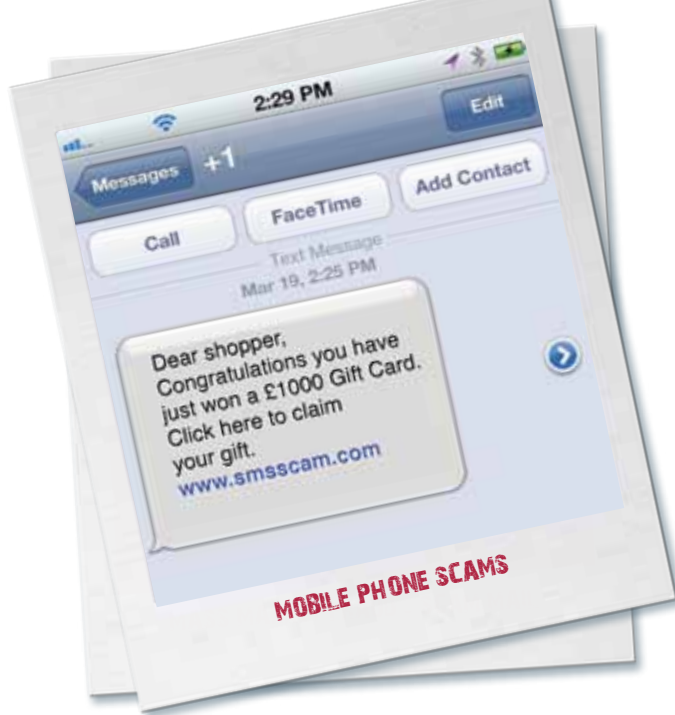 2:29 PM
Messages +1 Edit
Call FaceTime Add Contact
Text Message
Mar 19, 2:25 PM
Dear shopper,
Congratulations you have
just won a £1000 Gift Card.
Click here to claim
your gift.
www.smsscam.com
MOBILE PHONE SCAMS